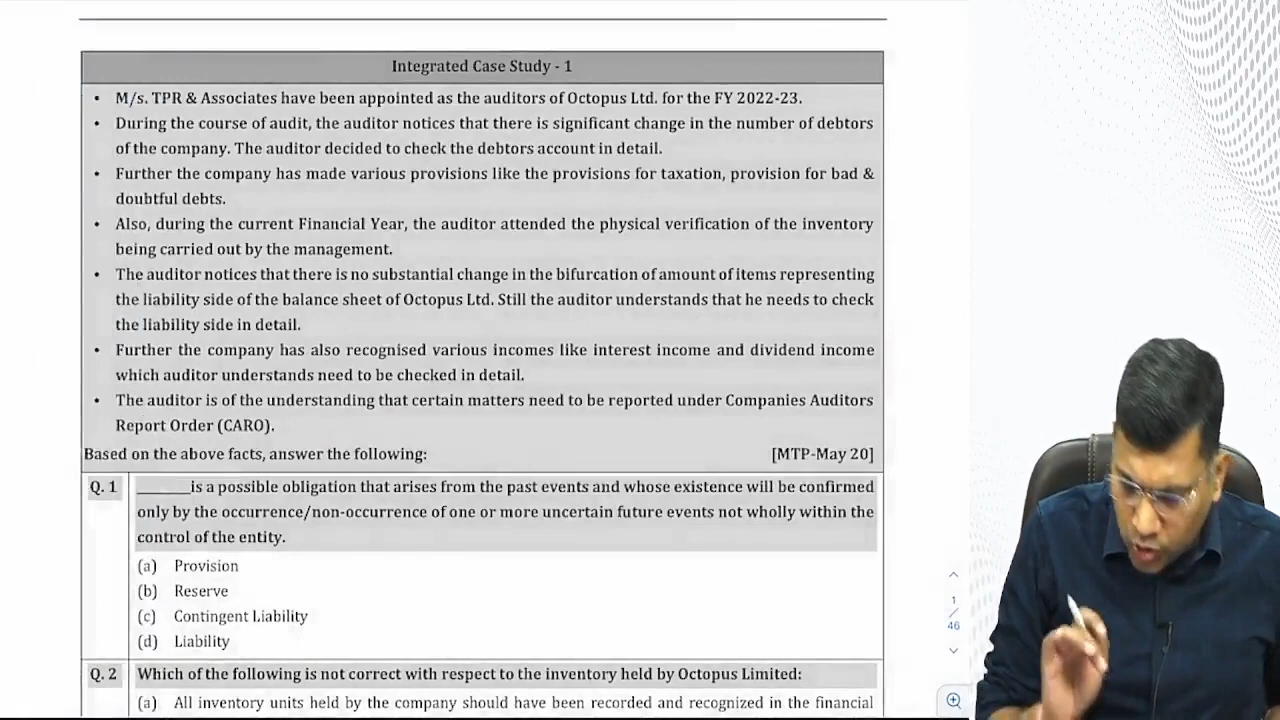 Integrated Case Study - 1
• M/s. TPR & Associates have been appointed as the auditors of Octopus Ltd. for the FY 2022-23.
• During the course of audit, the auditor notices that there is significant change in the number of debtors
of the company. The auditor decided to check the debtors account in detail.
• Further the company has made various provisions like the provisions for taxation, provision for bad &
doubtful debts.
• Also, during the current Financial Year, the auditor attended the physical verification of the inventory
being carried out by the management.
• The auditor notices that there is no substantial change in the bifurcation of amount of items representing
the liability side of the balance sheet of Octopus Ltd. Still the auditor understands that he needs to check
the liability side in detail.
• Further the company has also recognised various incomes like interest income and dividend income
which auditor understands need to be checked in detail.
• The auditor is of the understanding that certain matters need to be reported under Companies Auditors
Report Order (CARO).
Based on the above facts, answer the following: [MTP-May 20]
Q. 1 _______is a possible obligation that arises from the past events and whose existence will be confirmed
only by the occurrence/non-occurrence of one or more uncertain future events not wholly within the
control of the entity.
(a) Provision
(b) Reserve
(c) Contingent Liability
(d) Liability
Q. 2 Which of the following is not correct with respect to the inventory held by Octopus Limited:
(a) All inventory units held by the company should have been recorded and recognized in the financial
1
/
46